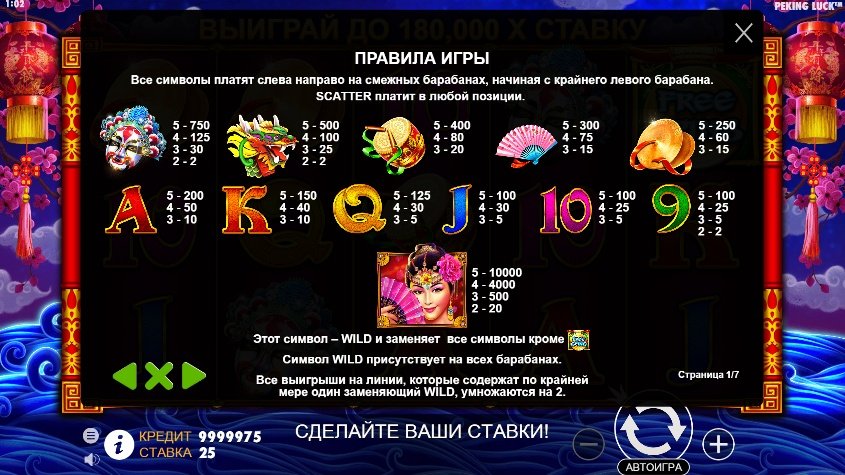 1:02
PEKING LUCK™
ВЫИГРАЙ ДО 180,000 X СТАВКУ
ПРАВИЛА ИГРЫ
Все символы платят слева направо на смежных барабанах, начиная с крайнего левого барабана.
SCATTER платит в любой позиции.
5 - 750
4 - 125
3 - 30
2 - 2
5 - 500
4 - 100
3 - 25
2 - 2
5 - 400
4 - 80
3 - 20
5 - 300
4 - 75
3 - 15
5 - 250
4 - 60
3 - 15
A
5 - 200
4 - 50
3 - 10
K
5 - 150
4 - 40
3 - 10
Q
5 - 125
4 - 30
3 - 5
J
5 - 100
4 - 30
3 - 5
10
5 - 100
4 - 25
3 - 5
9
5 - 100
4 - 25
3 - 5
2 - 2
5 - 10000
4 - 4000
3 - 500
2 - 20
Этот символ – WILD и заменяет все символы кроме
Символ WILD присутствует на всех барабанах.
Все выигрыши на линии, которые содержат по крайней
мере один заменяющий WILD, умножаются на 2.
Страница 1/7
КРЕДИТ 9999975
СТАВКА 25
СДЕЛАЙТЕ ВАШИ СТАВКИ!
АВТОИГРА